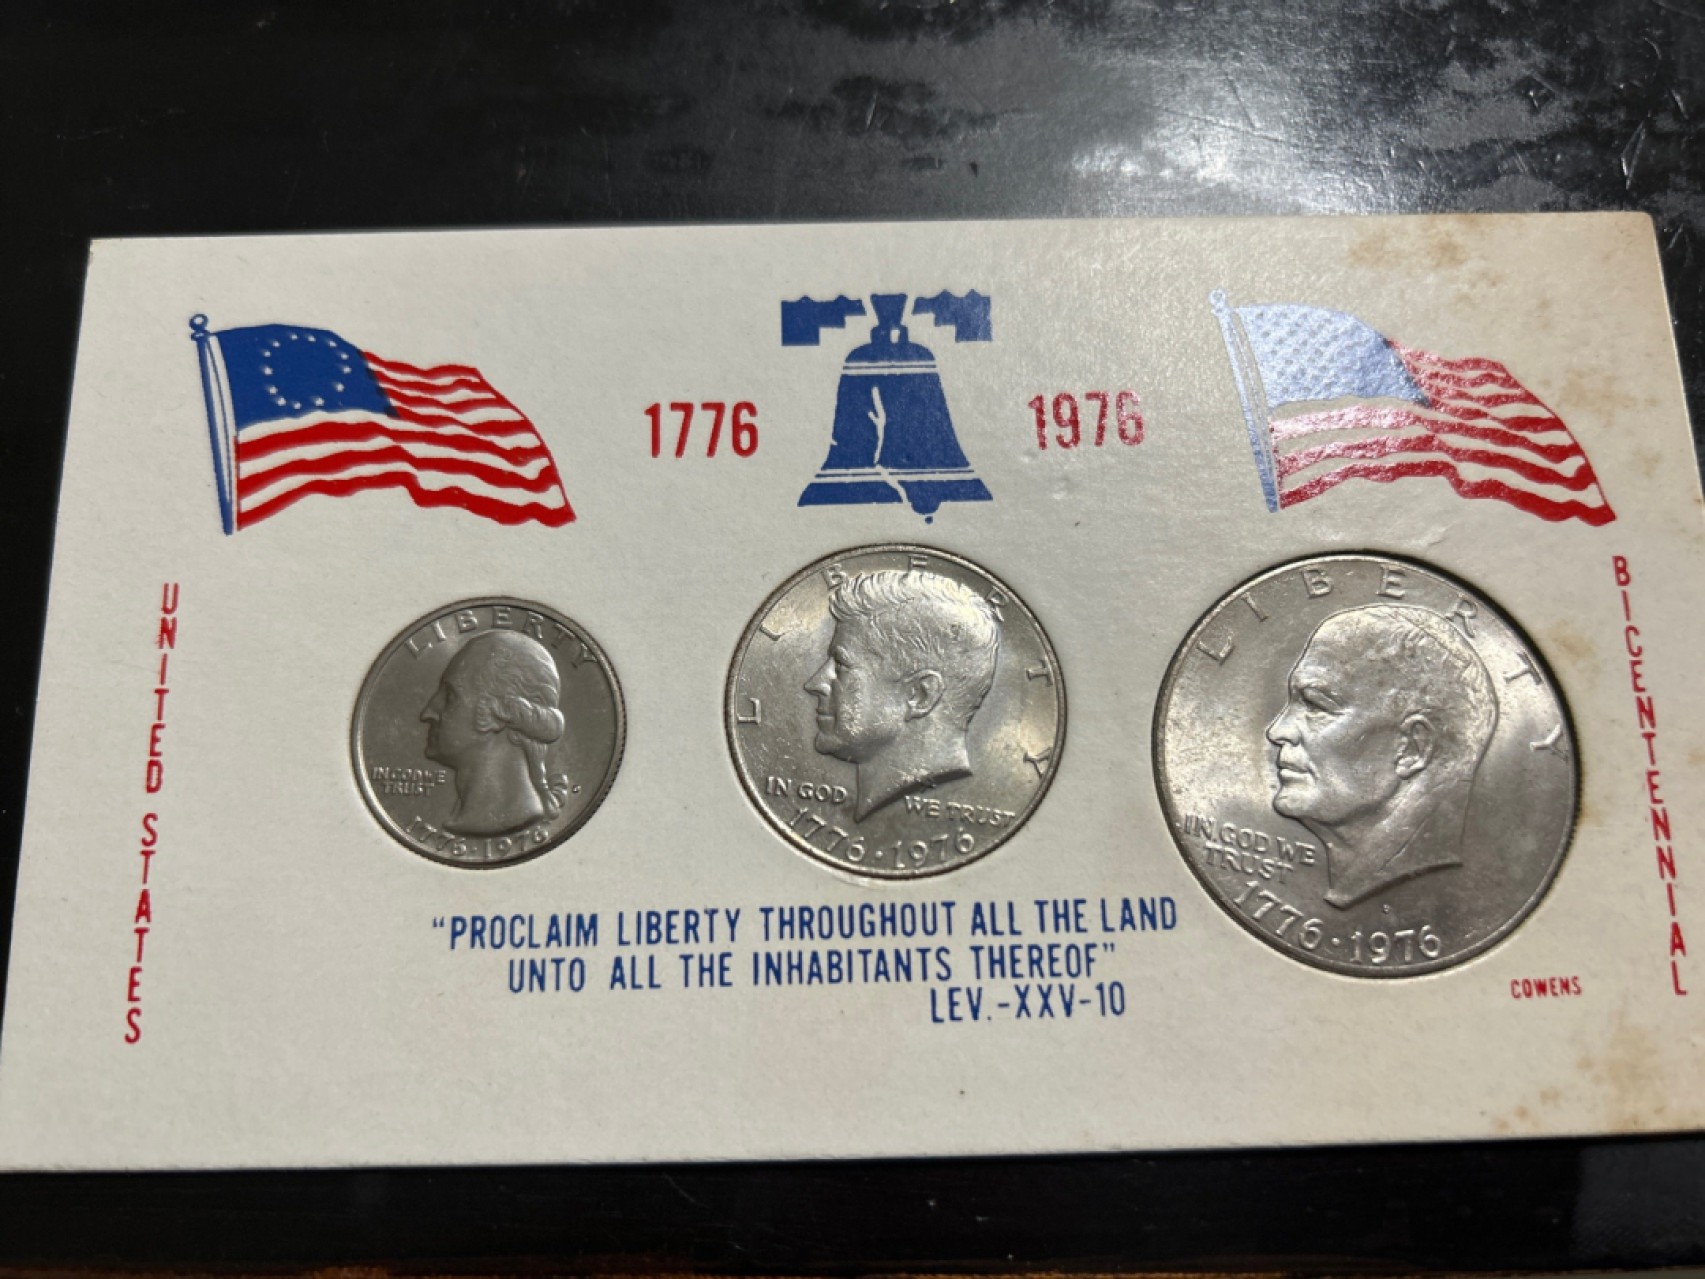 1776
1976
UNITED STATES
BICENTENNIAL
LIBERTY
IN GOD WE
TRUST
1776·1976
LIBERTY
IN GOD WE TRUST
1776·1976
LIBERTY
IN GOD WE
TRUST
1776·1976
"PROCLAIM LIBERTY THROUGHOUT ALL THE LAND
UNTO ALL THE INHABITANTS THEREOF"
LEV.-XXV-10
COWENS